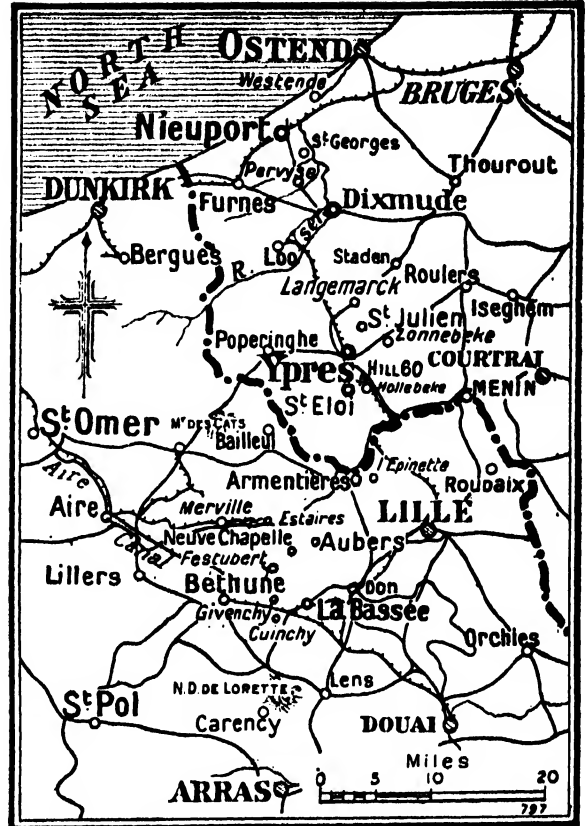 NORTH
SEA
OSTEND
Westende
BRUGES
Nieuport
St Georges
Pervyse
Thourout
DUNKIRK
Furnes
Dixmude
Bergues
Loo
R. Yser
Staden
Roulers
Langemarck
Iseghem
St Julien
Zonnebeke
Poperinghe
COURTRAI
Ypres
HILL 60
Hollebeke
MENIN
St Eloi
St Omer
Mt DES CATS
Bailleul
Aire
l'Epinette
Armentières
Roubaix
Aire
Merville
Estaires
LILLE
Canal
Neuve Chapelle
Aubers
Festubert
Lillers
Bethune
Don
Givenchy
La Bassée
Cuinchy
Orchies
N.D. DE LORETTE
Lens
St Pol
Carency
DOUAI
Miles
ARRAS
0 5 10 20
797